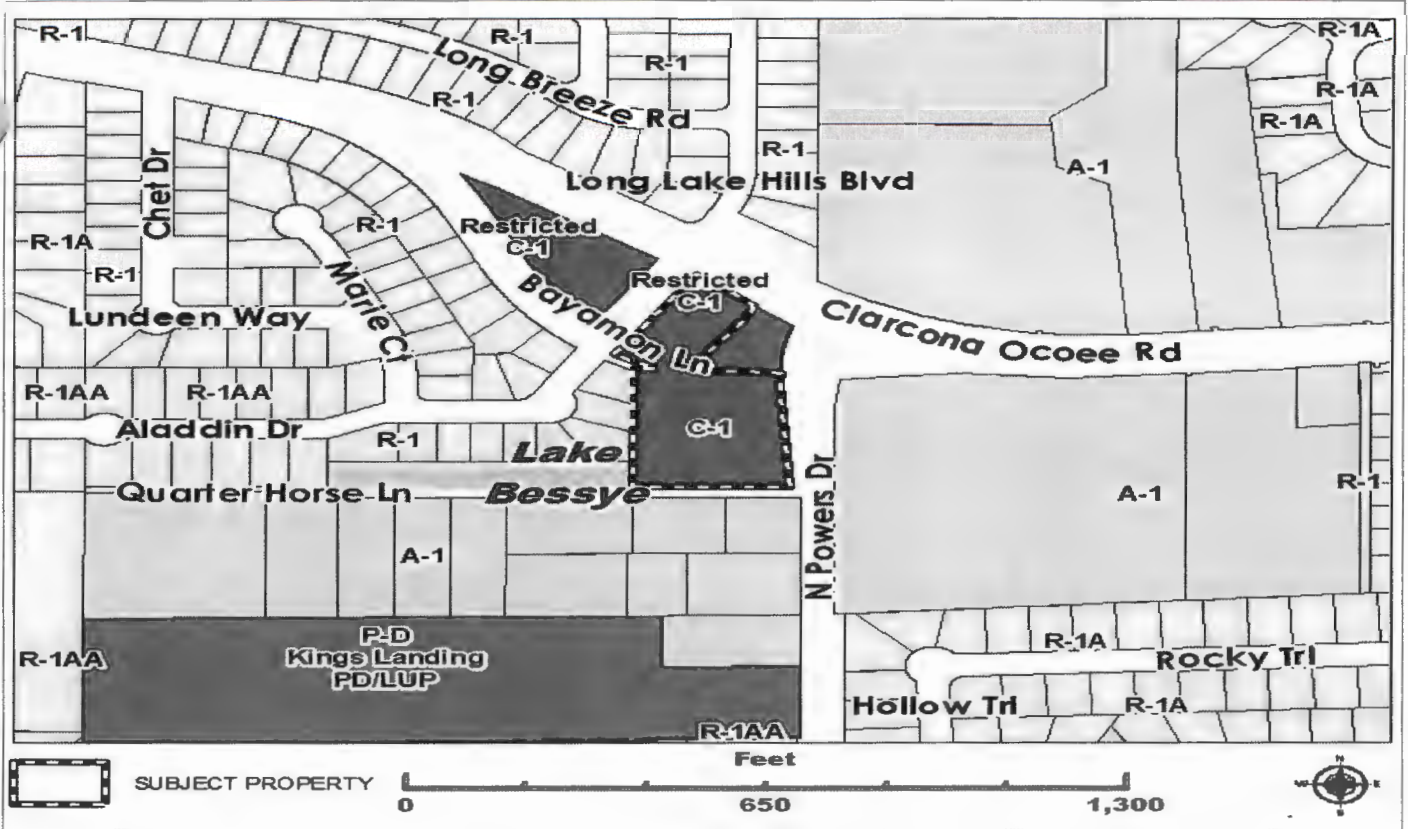 R-1
R-1
R-1A
Long Breeze Rd
R-1
R-1
R-1A
R-1A
R-1
A-1
Chet Dr
Long Lake Hills Blvd
R-1
Restricted
C-1
R-1A
R-1
Marie Ct
Restricted
C-1
Bayamon Ln
Lundeen Way
Clarcona Ocoee Rd
R-1AA
R-1AA
C-1
Aladdin Dr
R-1
Lake
Bessye
Quarter Horse Ln
N Powers Dr
A-1
R-1
A-1
P-D
Kings Landing
PD/LUP
R-1AA
R-1A
Rocky Trl
Hollow Trl
R-1A
R-1AA
SUBJECT PROPERTY
Feet
0 650 1,300
N
W E
S